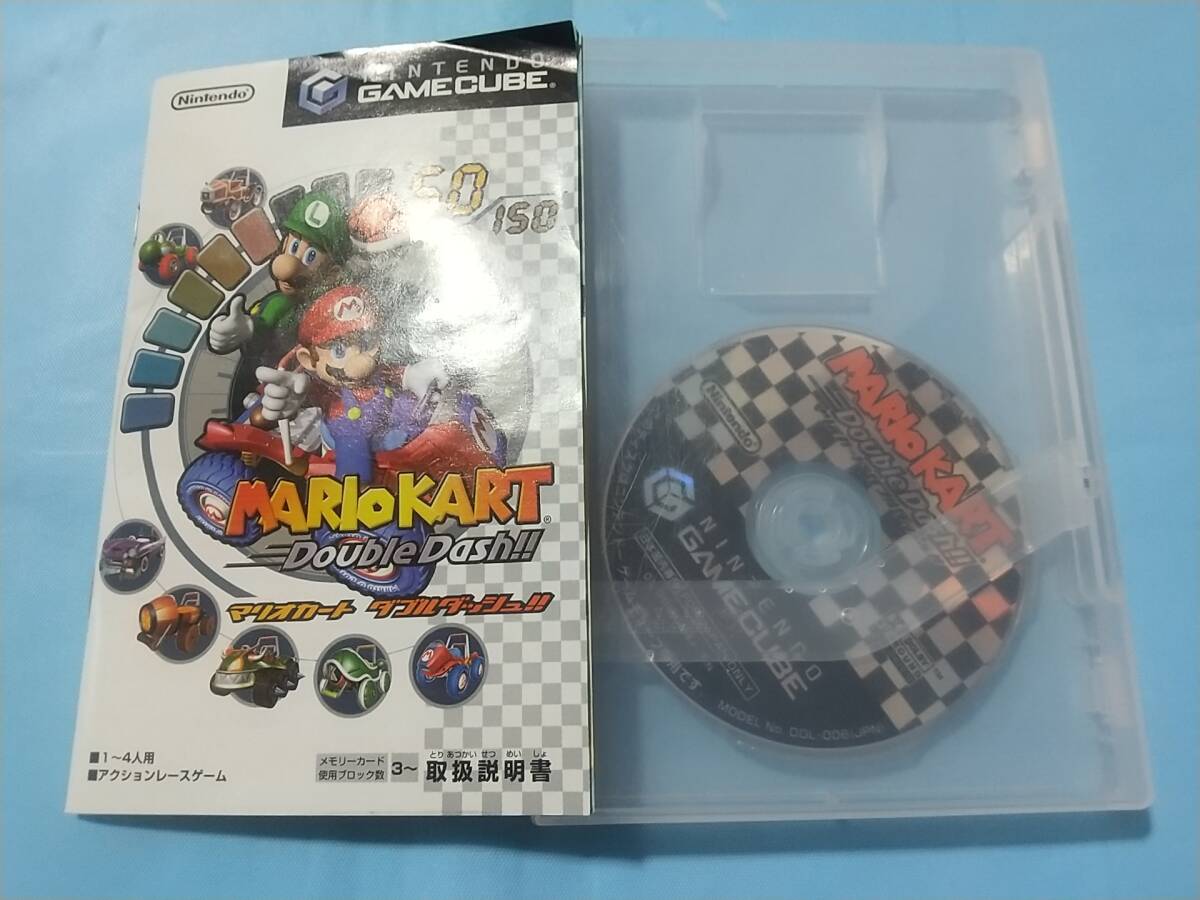 Nintendo
NINTENDO
GAMECUBE
50
/150
L
M
MARIOKART
Double Dash!!
マリオカート ダブルダッシュ!!
■1～4人用
■アクションレースゲーム
メモリーカード
使用ブロック数
3～
とり あつかい せつ めい しょ
取扱説明書
MARIOKART
Double Dash!!
Nintendo
NINTENDO
GAMECUBE
MODEL No. DOL-006(JPN)